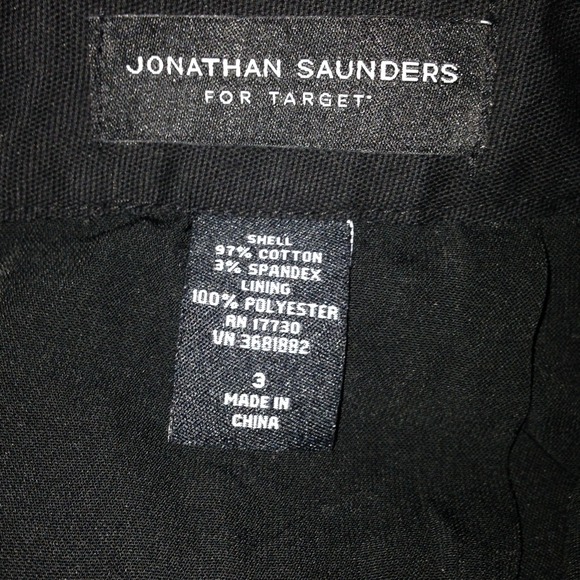 JONATHAN SAUNDERS
FOR TARGET™
SHELL
97% COTTON
3% SPANDEX
LINING
100% POLYESTER
RN 17730
VN 3681882
3
MADE IN
CHINA